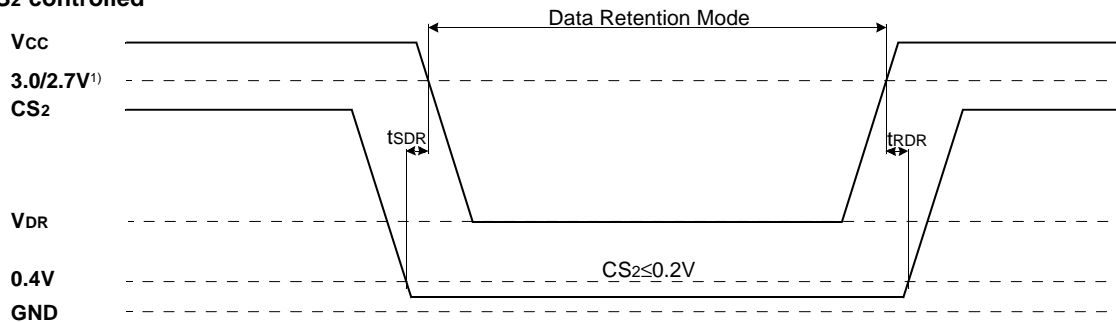 controlled
Data Retention Mode
VCC
3.0/2.7V1)
CS2
tSDR
tRDR
VDR
0.4V
CS2≤0.2V
GND